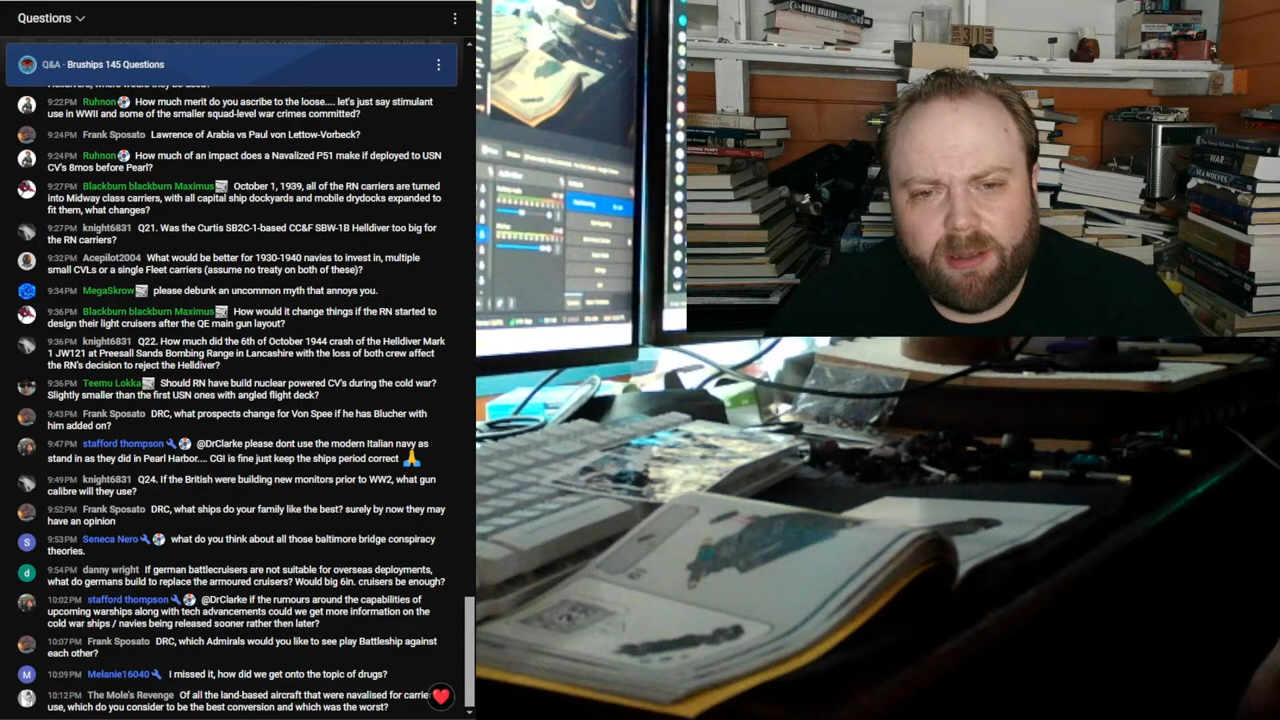 Questions
Frank Sposato DRC, would you ever sell your completed models and sign them, for
Q&A · Bruships 145 Questions
9:22PM Ruhnon How much merit do you ascribe to the loose.... let's just say stimulant
use in WWII and some of the smaller squad-level war crimes committed?
9:24PM Frank Sposato Lawrence of Arabia vs Paul von Lettow-Vorbeck?
9:24PM Ruhnon How much of an impact does a Navalized P51 make if deployed to USN
CV's 8mos before Pearl?
9:27PM Blackburn blackburn Maximus October 1, 1939, all of the RN carriers are turned
into Midway class carriers, with all capital ship dockyards and mobile drydocks expanded to
fit them, what changes?
9:27PM knight6831 Q21. Was the Curtis SB2C-1-based CC&F SBW-1B Helldiver too big for
the RN carriers?
9:32PM Acepilot2004 What would be better for 1930-1940 navies to invest in, multiple
small CVLs or a single Fleet carriers (assume no treaty on both of these)?
9:34PM MegaSkrow please debunk an uncommon myth that annoys you.
9:36PM Blackburn blackburn Maximus How would it change things if the RN started to
design their light cruisers after the QE main gun layout?
9:36PM knight6831 Q22. How much did the 6th of October 1944 crash of the Helldiver Mark
1 JW121 at Preesall Sands Bombing Range in Lancashire with the loss of both crew affect
the RN's decision to reject the Helldiver?
9:36PM Teemu Lokka Should RN have build nuclear powered CV's during the cold war?
Slightly smaller than the first USN ones with angled flight deck?
9:43PM Frank Sposato DRC, what prospects change for Von Spee if he has Blucher with
him added on?
9:47PM stafford thompson @DrClarke please dont use the modern Italian navy as
stand in as they did in Pearl Harbor.... CGI is fine just keep the ships period correct
9:49PM knight6831 Q24. If the British were building new monitors prior to WW2, what gun
calibre will they use?
9:52PM Frank Sposato DRC, what ships do your family like the best? surely by now they may
have an opinion
S 9:53PM Seneca Nero what do you think about all those baltimore bridge conspiracy
theories.
d 9:54PM danny wright If german battlecruisers are not suitable for overseas deployments,
what do germans build to replace the armoured cruisers? Would big 6in. cruisers be enough?
10:02PM stafford thompson @DrClarke if the rumours around the capabilities of
upcoming warships along with tech advancements could we get more information on the
cold war ships / navies being released sooner rather then later?
10:07PM Frank Sposato DRC, which Admirals would you like to see play Battleship against
each other?
M 10:09PM Melanie16040 I missed it, how did we get onto the topic of drugs?
10:12PM The Mole's Revenge Of all the land-based aircraft that were navalised for carrier
use, which do you consider to be the best conversion and which was the worst?
NAVAL AVIATION
WAR
SEA WOLVES